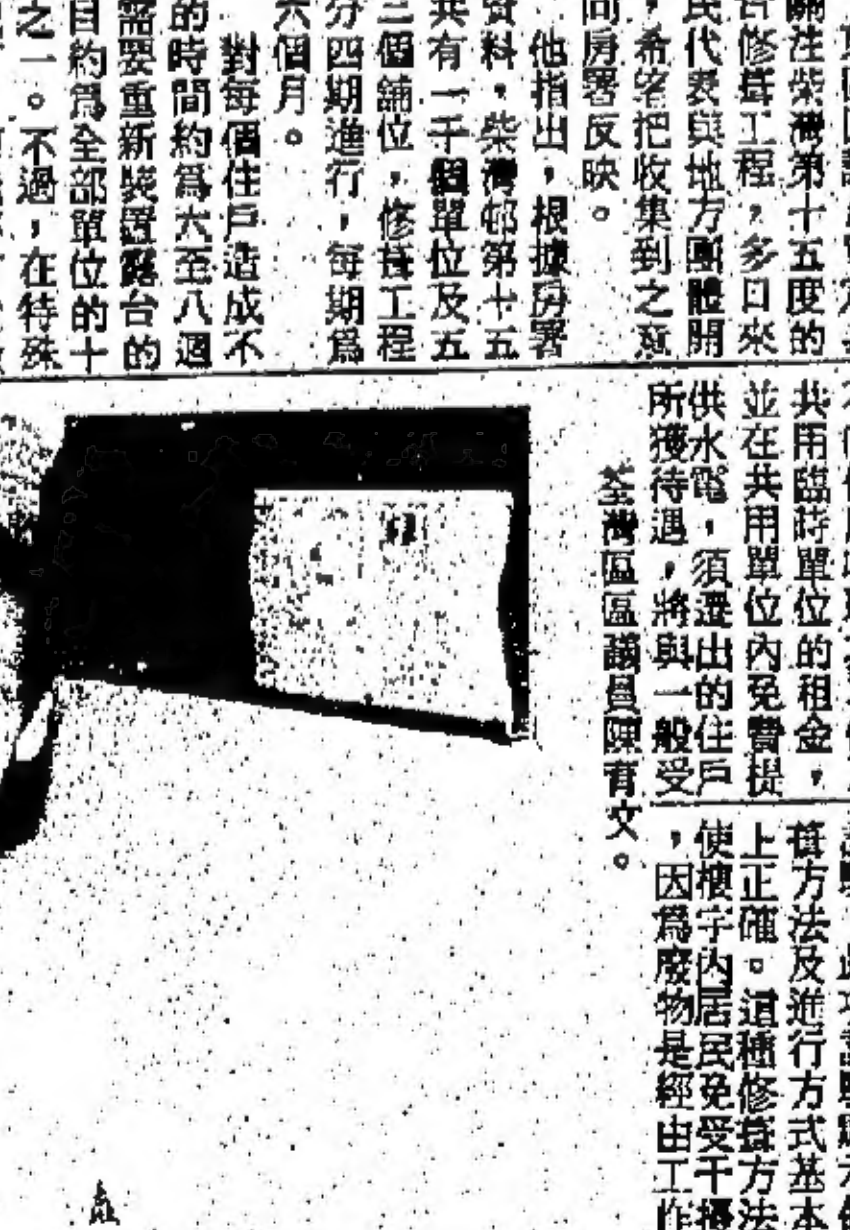 關注柴灣第十五度的
修葺工程，多日來
民代表與地方團體開
，希望把收集到之意
向房署反映。
他指出，根據房署
資料，柴灣邨第十五
共有一千個單位及五
三個舖位，修葺工程
分四期進行，每期爲
六個月。
對每個住戶造成不
的時間約爲六至八週
需要重新裝置露台的
目約爲全部單位的十
之一。不過，在特殊
共用臨時單位的租金，
並在共用單位內免費提
供水電，須遷出的住戶
所獲待遇，將與一般受
荃灣區區議員陳有文。
葺方法及進行方式基本
上正確。這種修葺方法
使樓宇內居民免受干擾
，因爲廢物是經由工作